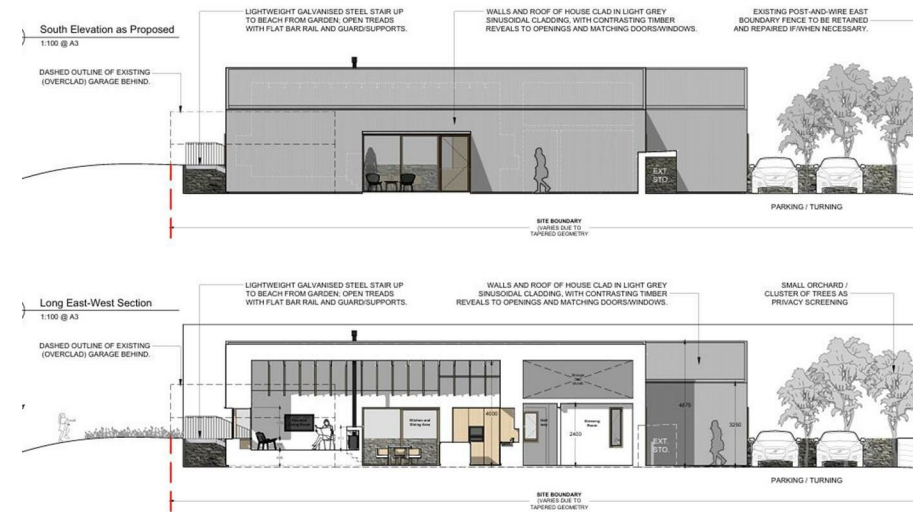 South Elevation as Proposed
1:100 @ A3
LIGHTWEIGHT GALVANISED STEEL STAIR UP
TO BEACH FROM GARDEN; OPEN TREADS
WITH FLAT BAR RAIL AND GUARD/SUPPORTS.
WALLS AND ROOF OF HOUSE CLAD IN LIGHT GREY
SINUSOIDAL CLADDING, WITH CONTRASTING TIMBER
REVEALS TO OPENINGS AND MATCHING DOORS/WINDOWS.
EXISTING POST-AND-WIRE EAST
BOUNDARY FENCE TO BE RETAINED
AND REPAIRED IF/WHEN NECESSARY.
DASHED OUTLINE OF EXISTING
(OVERCLAD) GARAGE BEHIND.
EXT.
STO.
PARKING / TURNING
SITE BOUNDARY
(VARIES DUE TO
TAPERED GEOMETRY
Long East-West Section
1:100 @ A3
LIGHTWEIGHT GALVANISED STEEL STAIR UP
TO BEACH FROM GARDEN; OPEN TREADS
WITH FLAT BAR RAIL AND GUARD/SUPPORTS.
WALLS AND ROOF OF HOUSE CLAD IN LIGHT GREY
SINUSOIDAL CLADDING, WITH CONTRASTING TIMBER
REVEALS TO OPENINGS AND MATCHING DOORS/WINDOWS.
SMALL ORCHARD /
CLUSTER OF TREES AS
PRIVACY SCREENING
DASHED OUTLINE OF EXISTING
(OVERCLAD) GARAGE BEHIND.
Kitchen and
Dining Area
4000
2400
4675
3250
EXT.
STO.
PARKING / TURNING
SITE BOUNDARY
(VARIES DUE TO
TAPERED GEOMETRY